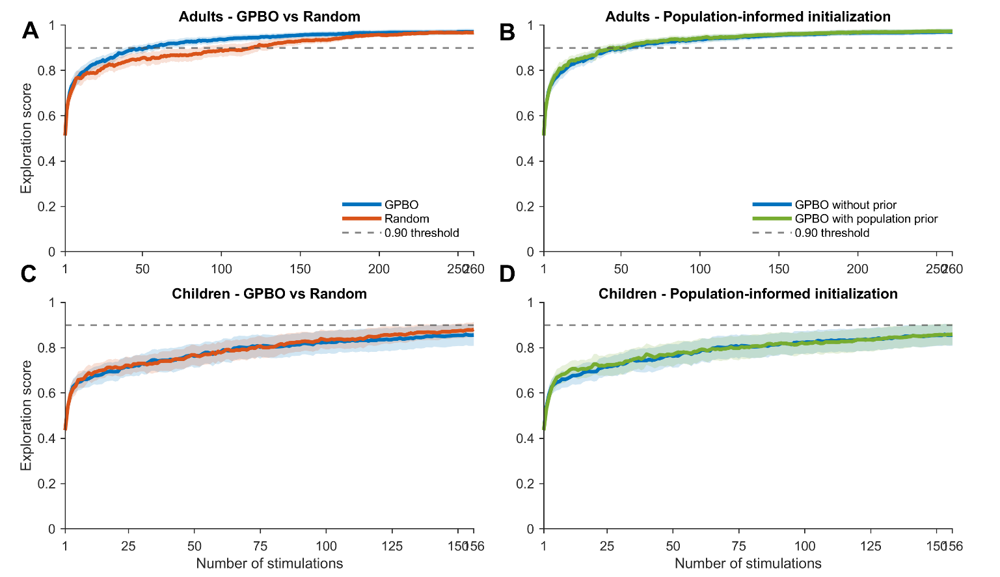 A
Adults - GPBO vs Random
Exploration score
1
0.8
0.6
0.4
0.2
0
GPBO
Random
0.90 threshold
1 50 100 150 200 250 260
B
Adults - Population-informed initialization
1
0.8
0.6
0.4
0.2
0
GPBO without prior
GPBO with population prior
0.90 threshold
1 50 100 150 200 250 260
C
Children - GPBO vs Random
Exploration score
1
0.8
0.6
0.4
0.2
0
1 25 50 75 100 125 150 156
Number of stimulations
D
Children - Population-informed initialization
1
0.8
0.6
0.4
0.2
0
1 25 50 75 100 125 150 156
Number of stimulations